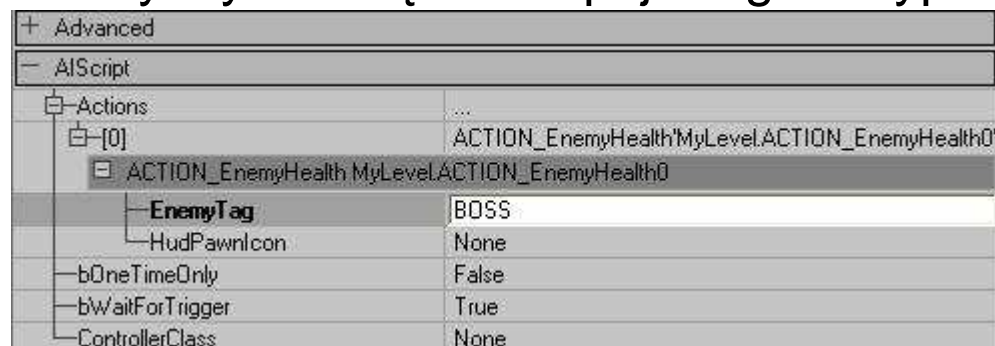 + Advanced
- AIScript
Actions ...
[0] ACTION_EnemyHealth'MyLevel.ACTION_EnemyHealth0'
ACTION_EnemyHealth MyLevel.ACTION_EnemyHealth0
EnemyTag BOSS
HudPawnIcon None
bOneTimeOnly False
bWaitForTrigger True
ControllerClass None